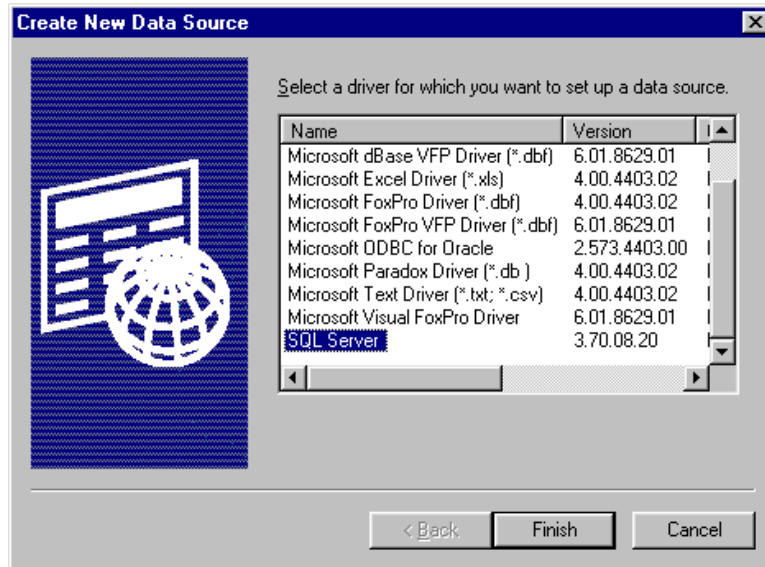 Create New Data Source
Select a driver for which you want to set up a data source.
Name Version
Microsoft dBase VFP Driver (*.dbf) 6.01.8629.01
Microsoft Excel Driver (*.xls) 4.00.4403.02
Microsoft FoxPro Driver (*.dbf) 4.00.4403.02
Microsoft FoxPro VFP Driver (*.dbf) 6.01.8629.01
Microsoft ODBC for Oracle 2.573.4403.00
Microsoft Paradox Driver (*.db ) 4.00.4403.02
Microsoft Text Driver (*.txt; *.csv) 4.00.4403.02
Microsoft Visual FoxPro Driver 6.01.8629.01
SQL Server 3.70.08.20
< Back Finish Cancel